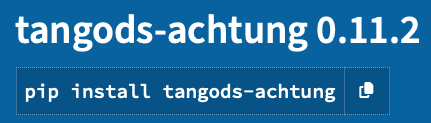 tangods-achtung 0.11.2
pip install tangods-achtung